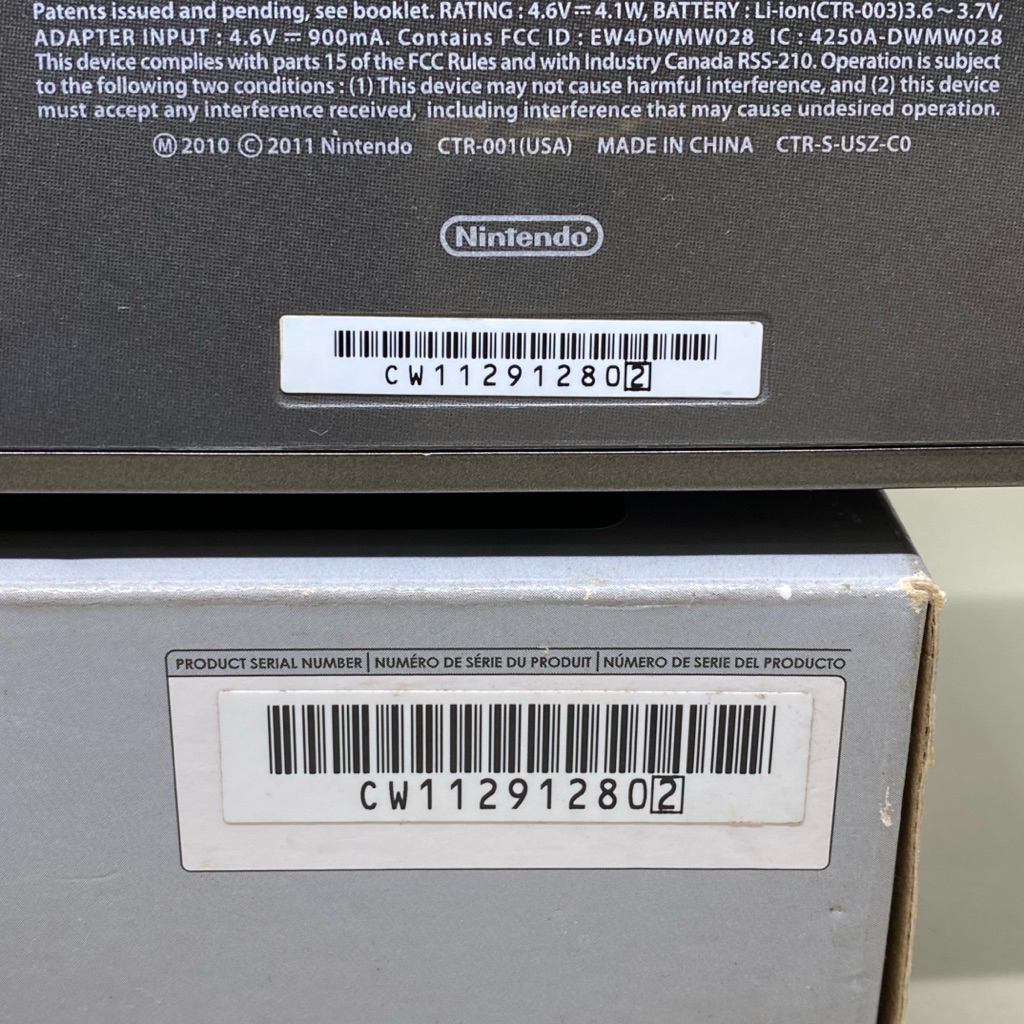 Patents issued and pending, see booklet. RATING : 4.6V⎓4.1W, BATTERY : Li-ion(CTR-003)3.6～3.7V,
ADAPTER INPUT : 4.6V ⎓ 900mA. Contains FCC ID : EW4DWMW028 IC : 4250A-DWMW028
This device complies with parts 15 of the FCC Rules and with Industry Canada RSS-210. Operation is subject
to the following two conditions : (1) This device may not cause harmful interference, and (2) this device
must accept any interference received, including interference that may cause undesired operation.
Ⓜ 2010 © 2011 Nintendo CTR-001(USA) MADE IN CHINA CTR-S-USZ-C0
Nintendo®
CW112912802
PRODUCT SERIAL NUMBER | NUMÉRO DE SÉRIE DU PRODUIT | NÚMERO DE SERIE DEL PRODUCTO
CW112912802